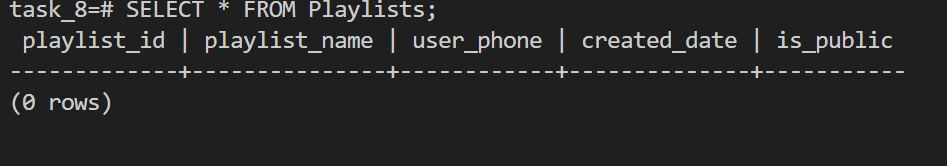 task_8=# SELECT * FROM Playlists;
 playlist_id | playlist_name | user_phone | created_date | is_public
-------------+---------------+------------+--------------+-----------
(0 rows)